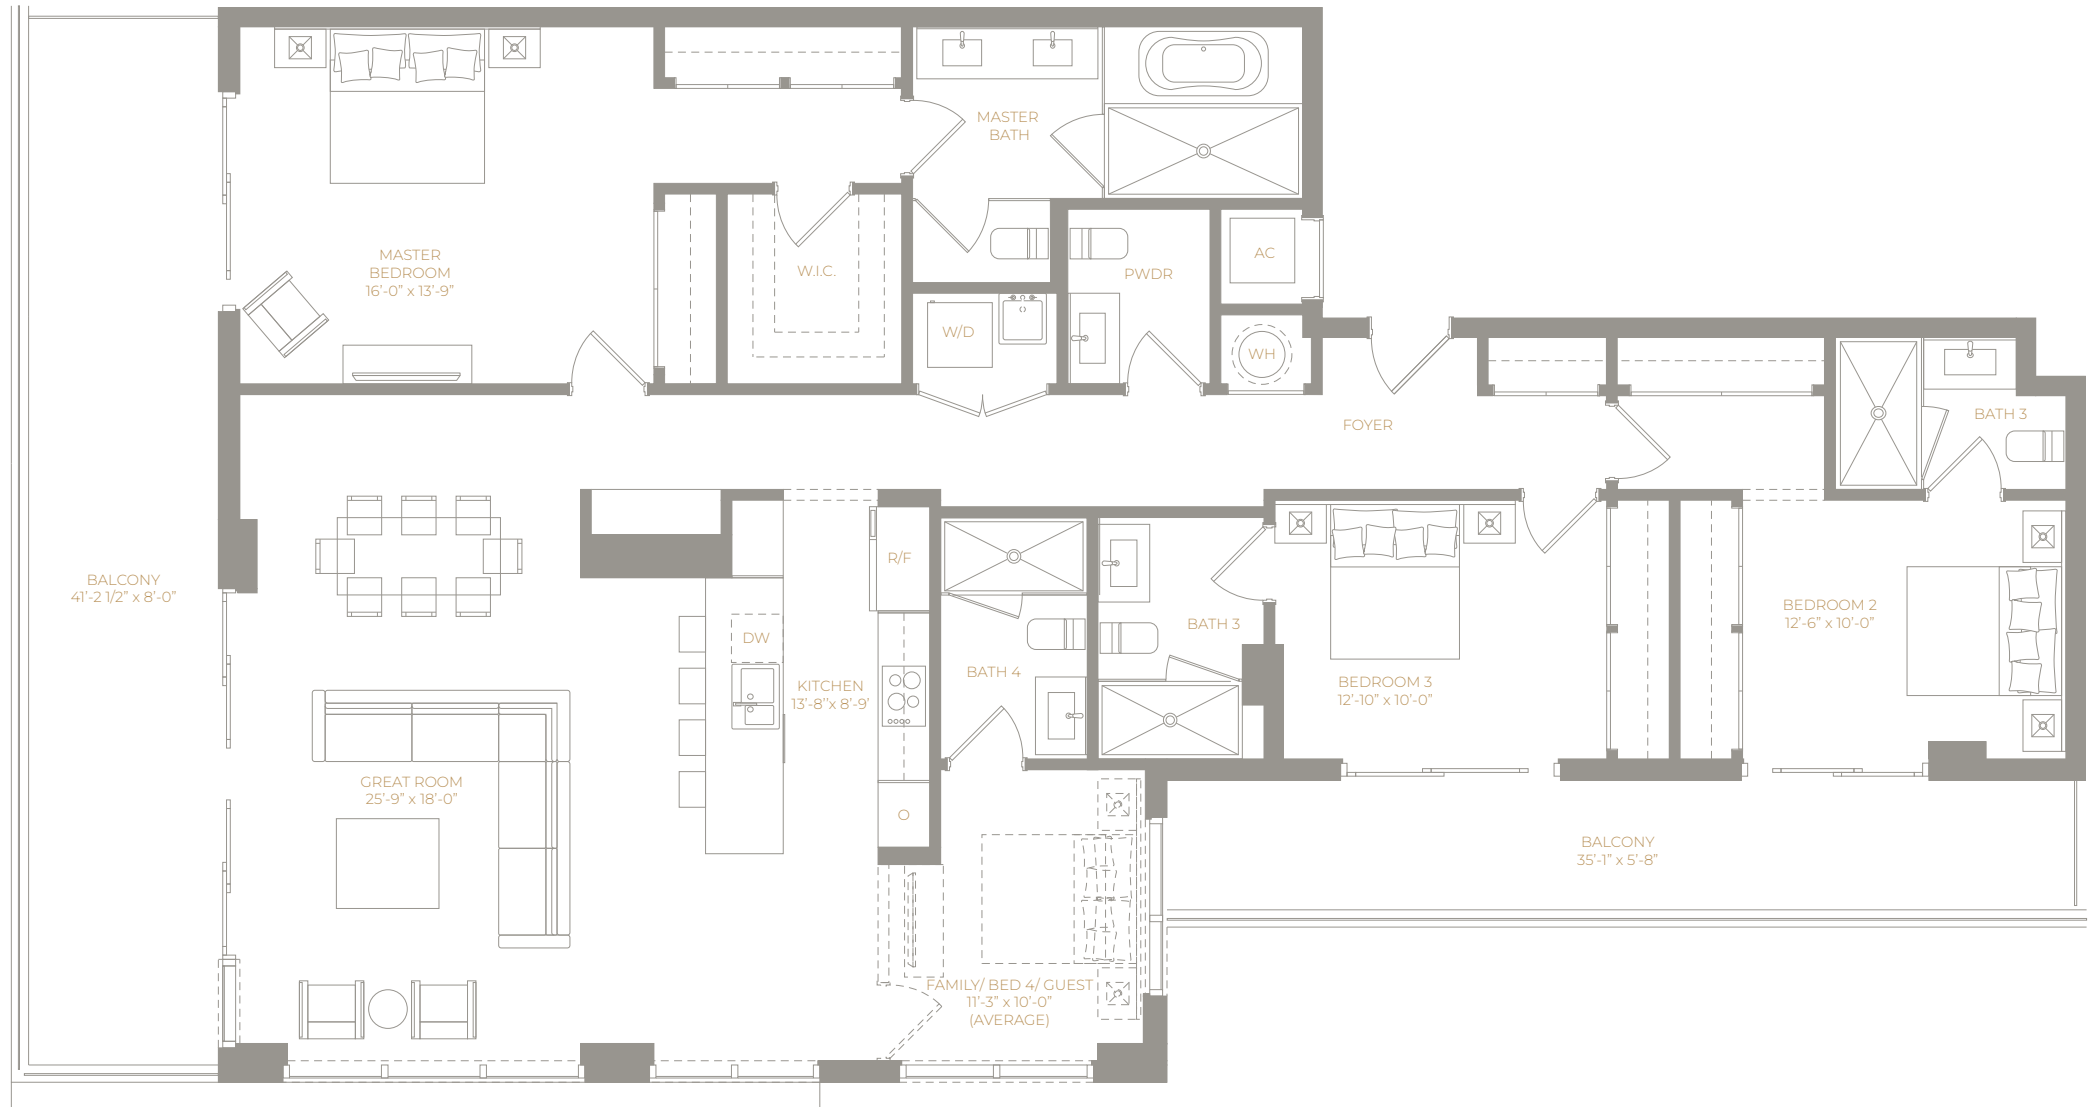 MASTER
BATH
MASTER
BEDROOM
16'-0" x 13'-9"
W.I.C.
PWDR
AC
W/D
WH
FOYER
BATH 3
BALCONY
41'-2 1/2" x 8'-0"
R/F
DW
KITCHEN
13'-8''x 8'-9'
BATH 4
BATH 3
BEDROOM 3
12'-10" x 10'-0"
BEDROOM 2
12'-6" x 10'-0"
GREAT ROOM
25'-9" x 18'-0"
O
BALCONY
35'-1" x 5'-8"
FAMILY/ BED 4/ GUEST
11'-3" x 10'-0"
(AVERAGE)